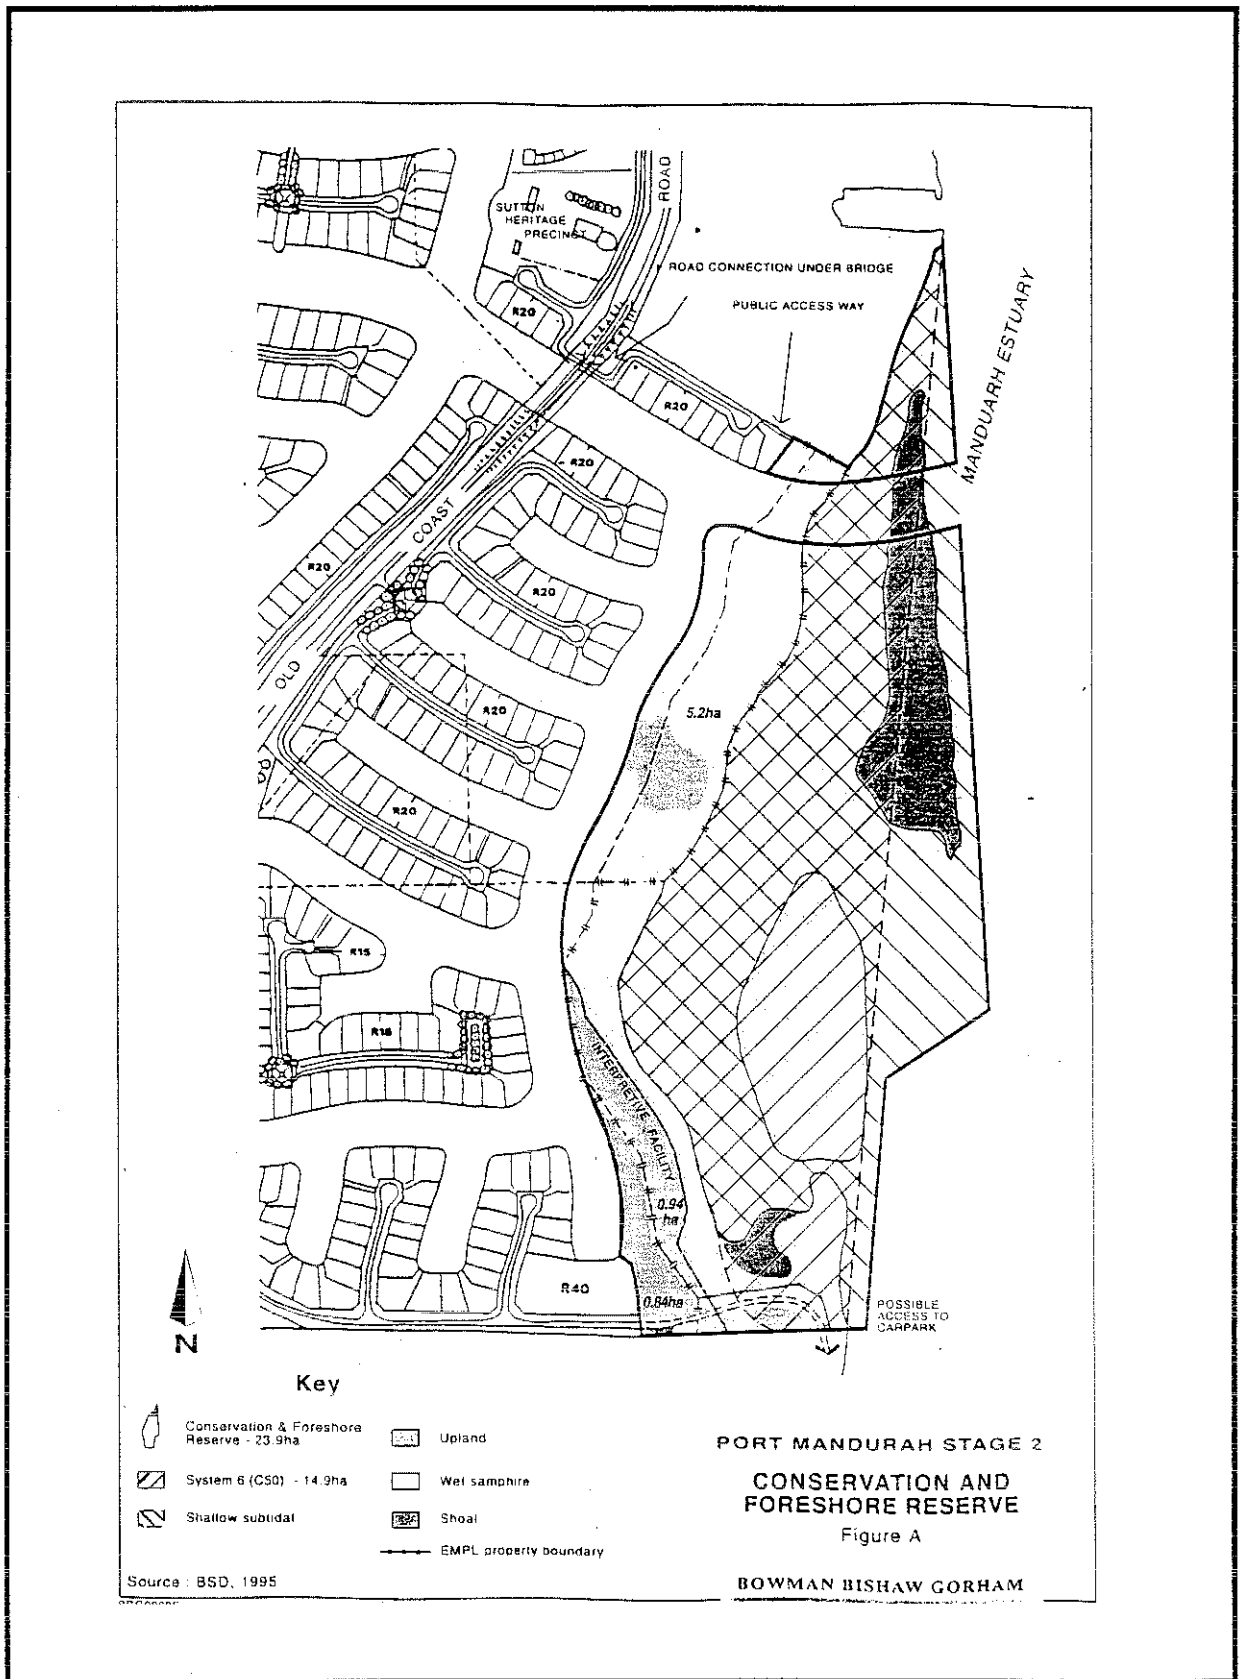 ROAD
SUTTON
HERITAGE
PRECINCT
ROAD CONNECTION UNDER BRIDGE
PUBLIC ACCESS WAY
MANDUARH ESTUARY
R20
R20
R20
R20
R20
COAST
OLD
R20
5.2ha
R20
R15
R15
INTERPRETIVE FACILITY
0.94
ha
R40
0.84ha
POSSIBLE
ACCESS TO
CARPARK
N
Key
Conservation & Foreshore
Reserve - 23.9ha
System 6 (C50) - 14.9ha
Shallow subtidal
Upland
Wet samphire
Shoal
EMPL property boundary
PORT MANDURAH STAGE 2
CONSERVATION AND
FORESHORE RESERVE
Figure A
Source : BSD, 1995
BOWMAN BISHAW GORHAM